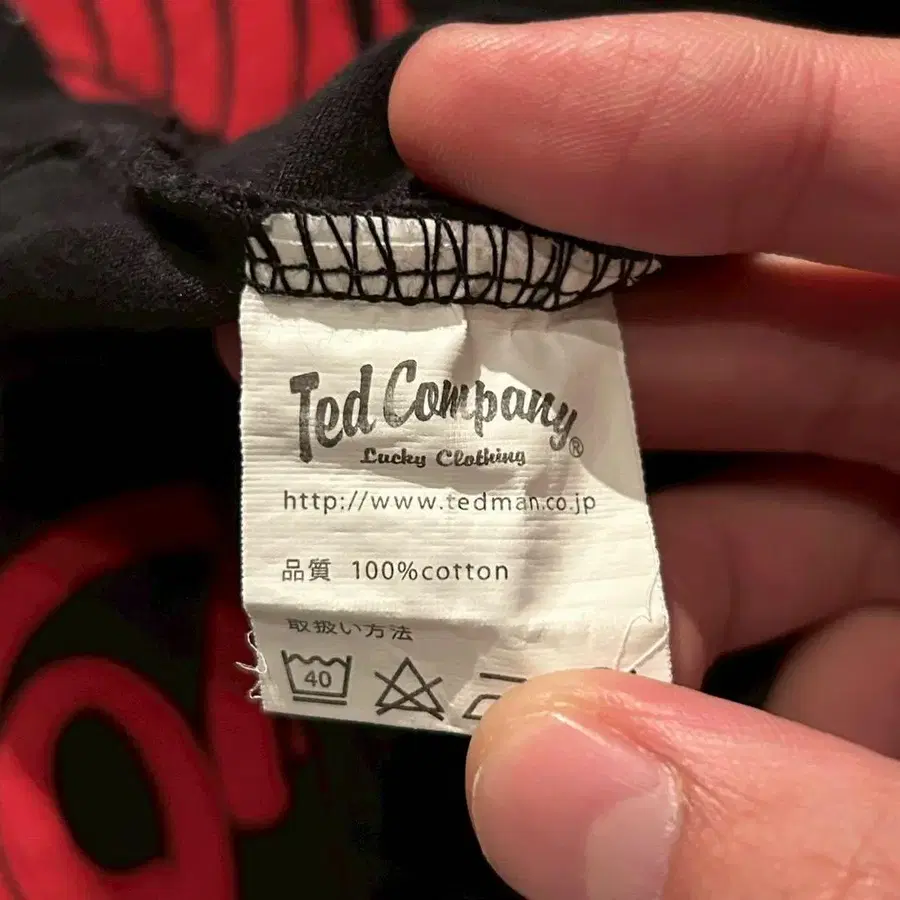 Ted Company®
Lucky Clothing
http://www.tedman.co.jp
品質 100%cotton
取扱い方法
40